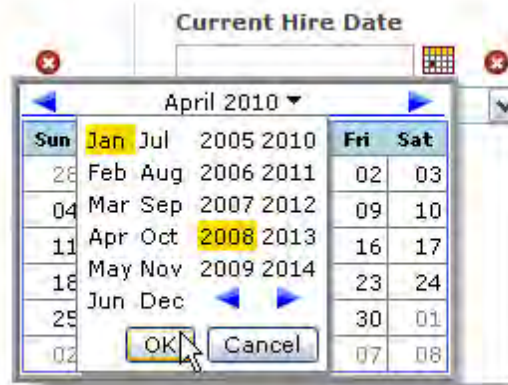 Current Hire Date
April 2010
Sun Jan Jul 2005 2010 Fri Sat
28 Feb Aug 2006 2011 02 03
04 Mar Sep 2007 2012 09 10
11 Apr Oct 2008 2013 16 17
18 May Nov 2009 2014 23 24
25 Jun Dec 30 01
02 OK Cancel 07 08